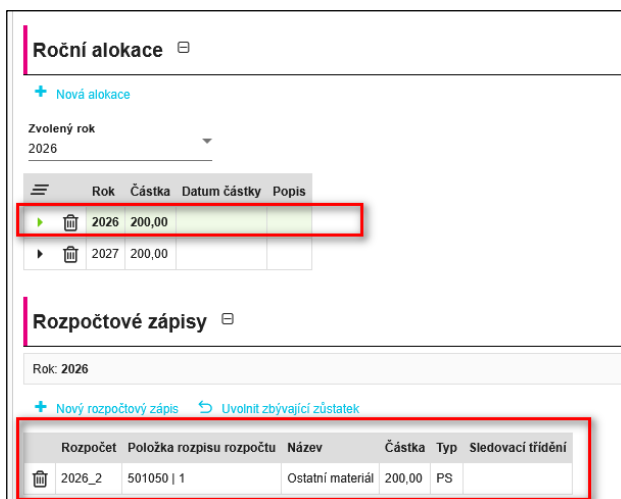 Roční alokace
Nová alokace
Zvolený rok
2026
Rok Částka Datum částky Popis
2026 200,00
2027 200,00
Rozpočtové zápisy
Rok: 2026
Nový rozpočtový zápis Uvolnit zbývající zůstatek
Rozpočet Položka rozpisu rozpočtu Název Částka Typ Sledovací třídění
2026_2 501050 | 1 Ostatní materiál 200,00 PS